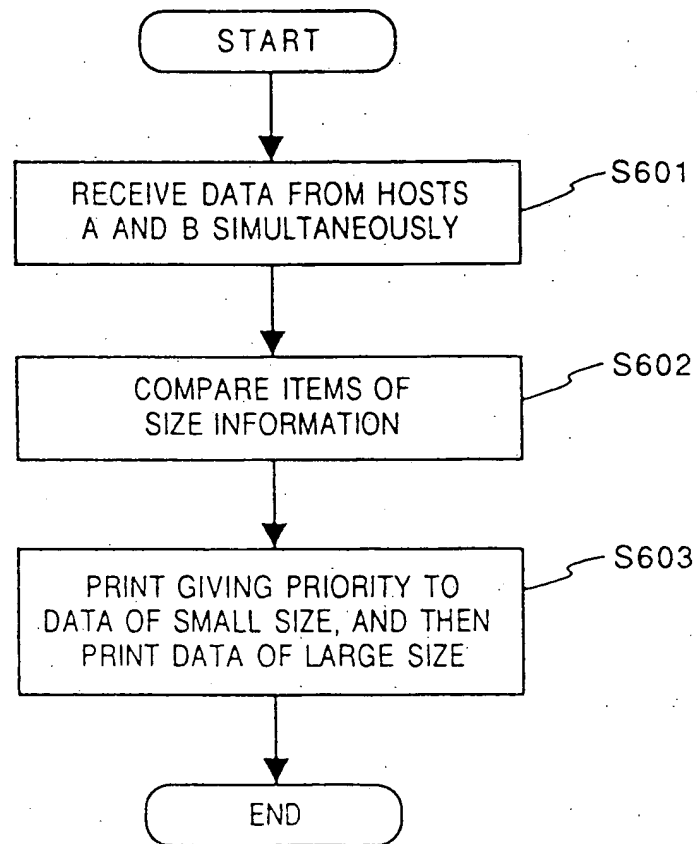 START
RECEIVE DATA FROM HOSTS
A AND B SIMULTANEOUSLY
S601
COMPARE ITEMS OF
SIZE INFORMATION
S602
PRINT GIVING PRIORITY TO
DATA OF SMALL SIZE, AND THEN
PRINT DATA OF LARGE SIZE
S603
END